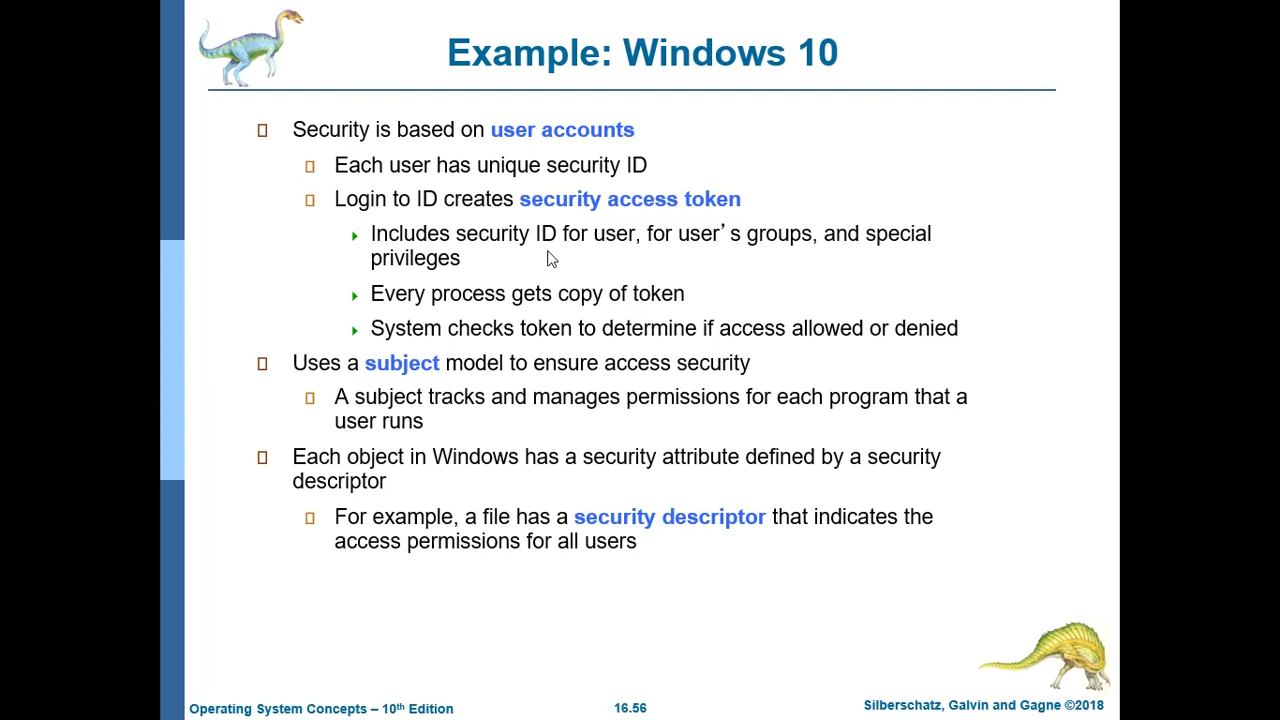 Example: Windows 10
Security is based on user accounts
Each user has unique security ID
Login to ID creates security access token
Includes security ID for user, for user’s groups, and special
privileges
Every process gets copy of token
System checks token to determine if access allowed or denied
Uses a subject model to ensure access security
A subject tracks and manages permissions for each program that a
user runs
Each object in Windows has a security attribute defined by a security
descriptor
For example, a file has a security descriptor that indicates the
access permissions for all users
Operating System Concepts – 10th Edition
16.56
Silberschatz, Galvin and Gagne ©2018